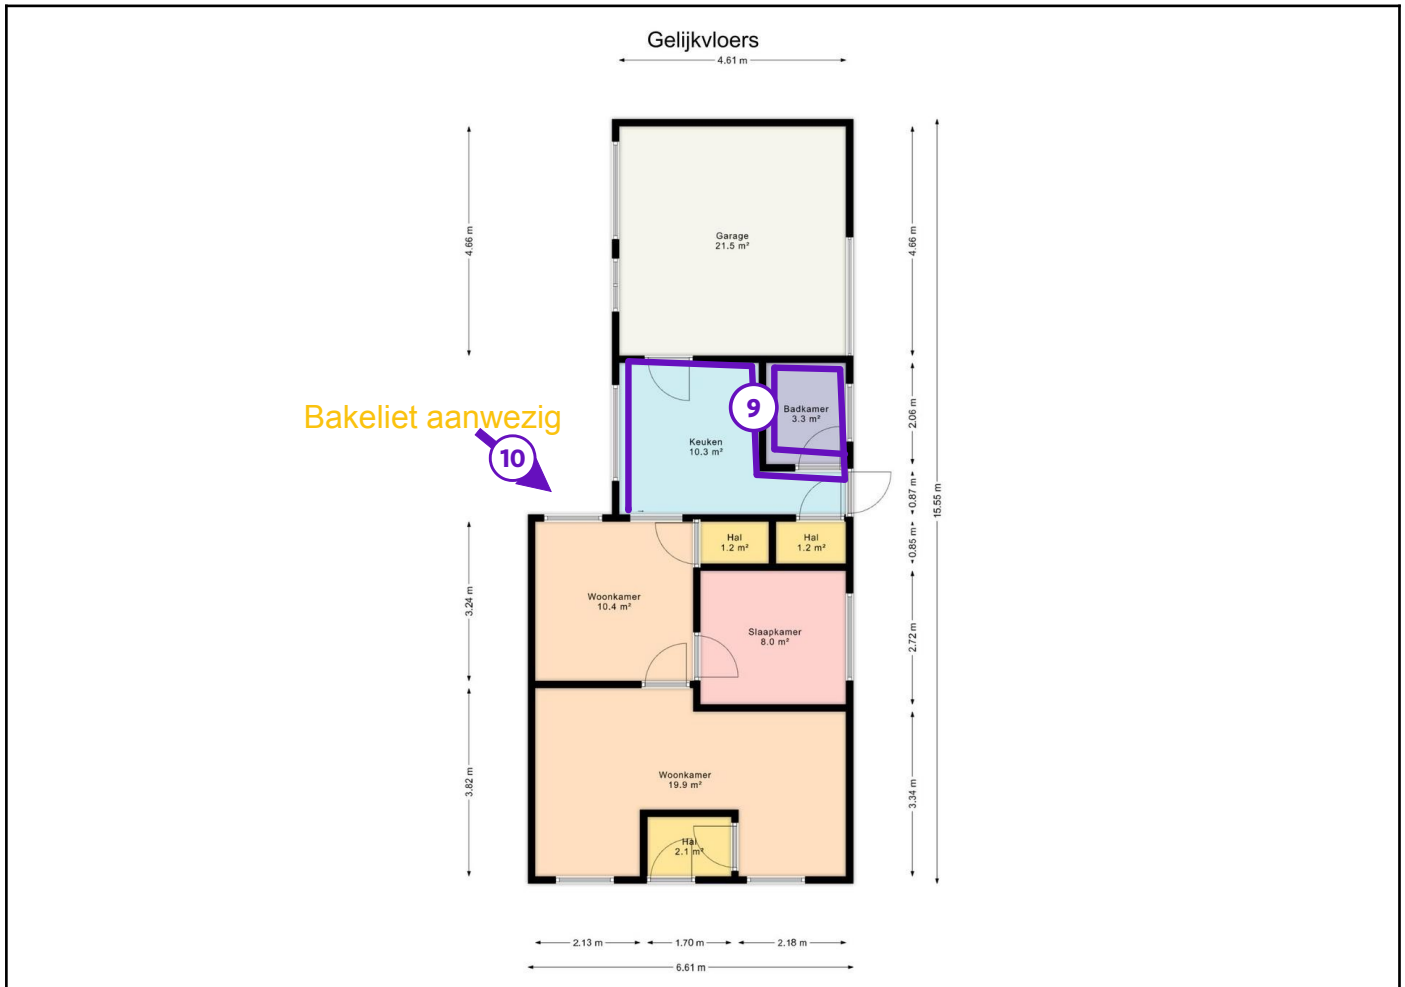 Gelijkvloers
4.61 m
4.66 m
4.66 m
Garage
21.5 m²
15.55 m
Bakeliet aanwezig
10
9
Badkamer
3.3 m²
2.06 m
Keuken
10.3 m²
0.87 m
Hal
1.2 m²
Hal
1.2 m²
0.85 m
3.24 m
Woonkamer
10.4 m²
Slaapkamer
8.0 m²
2.72 m
3.82 m
Woonkamer
19.9 m²
3.34 m
Hal
2.1 m²
2.13 m
1.70 m
2.18 m
6.61 m